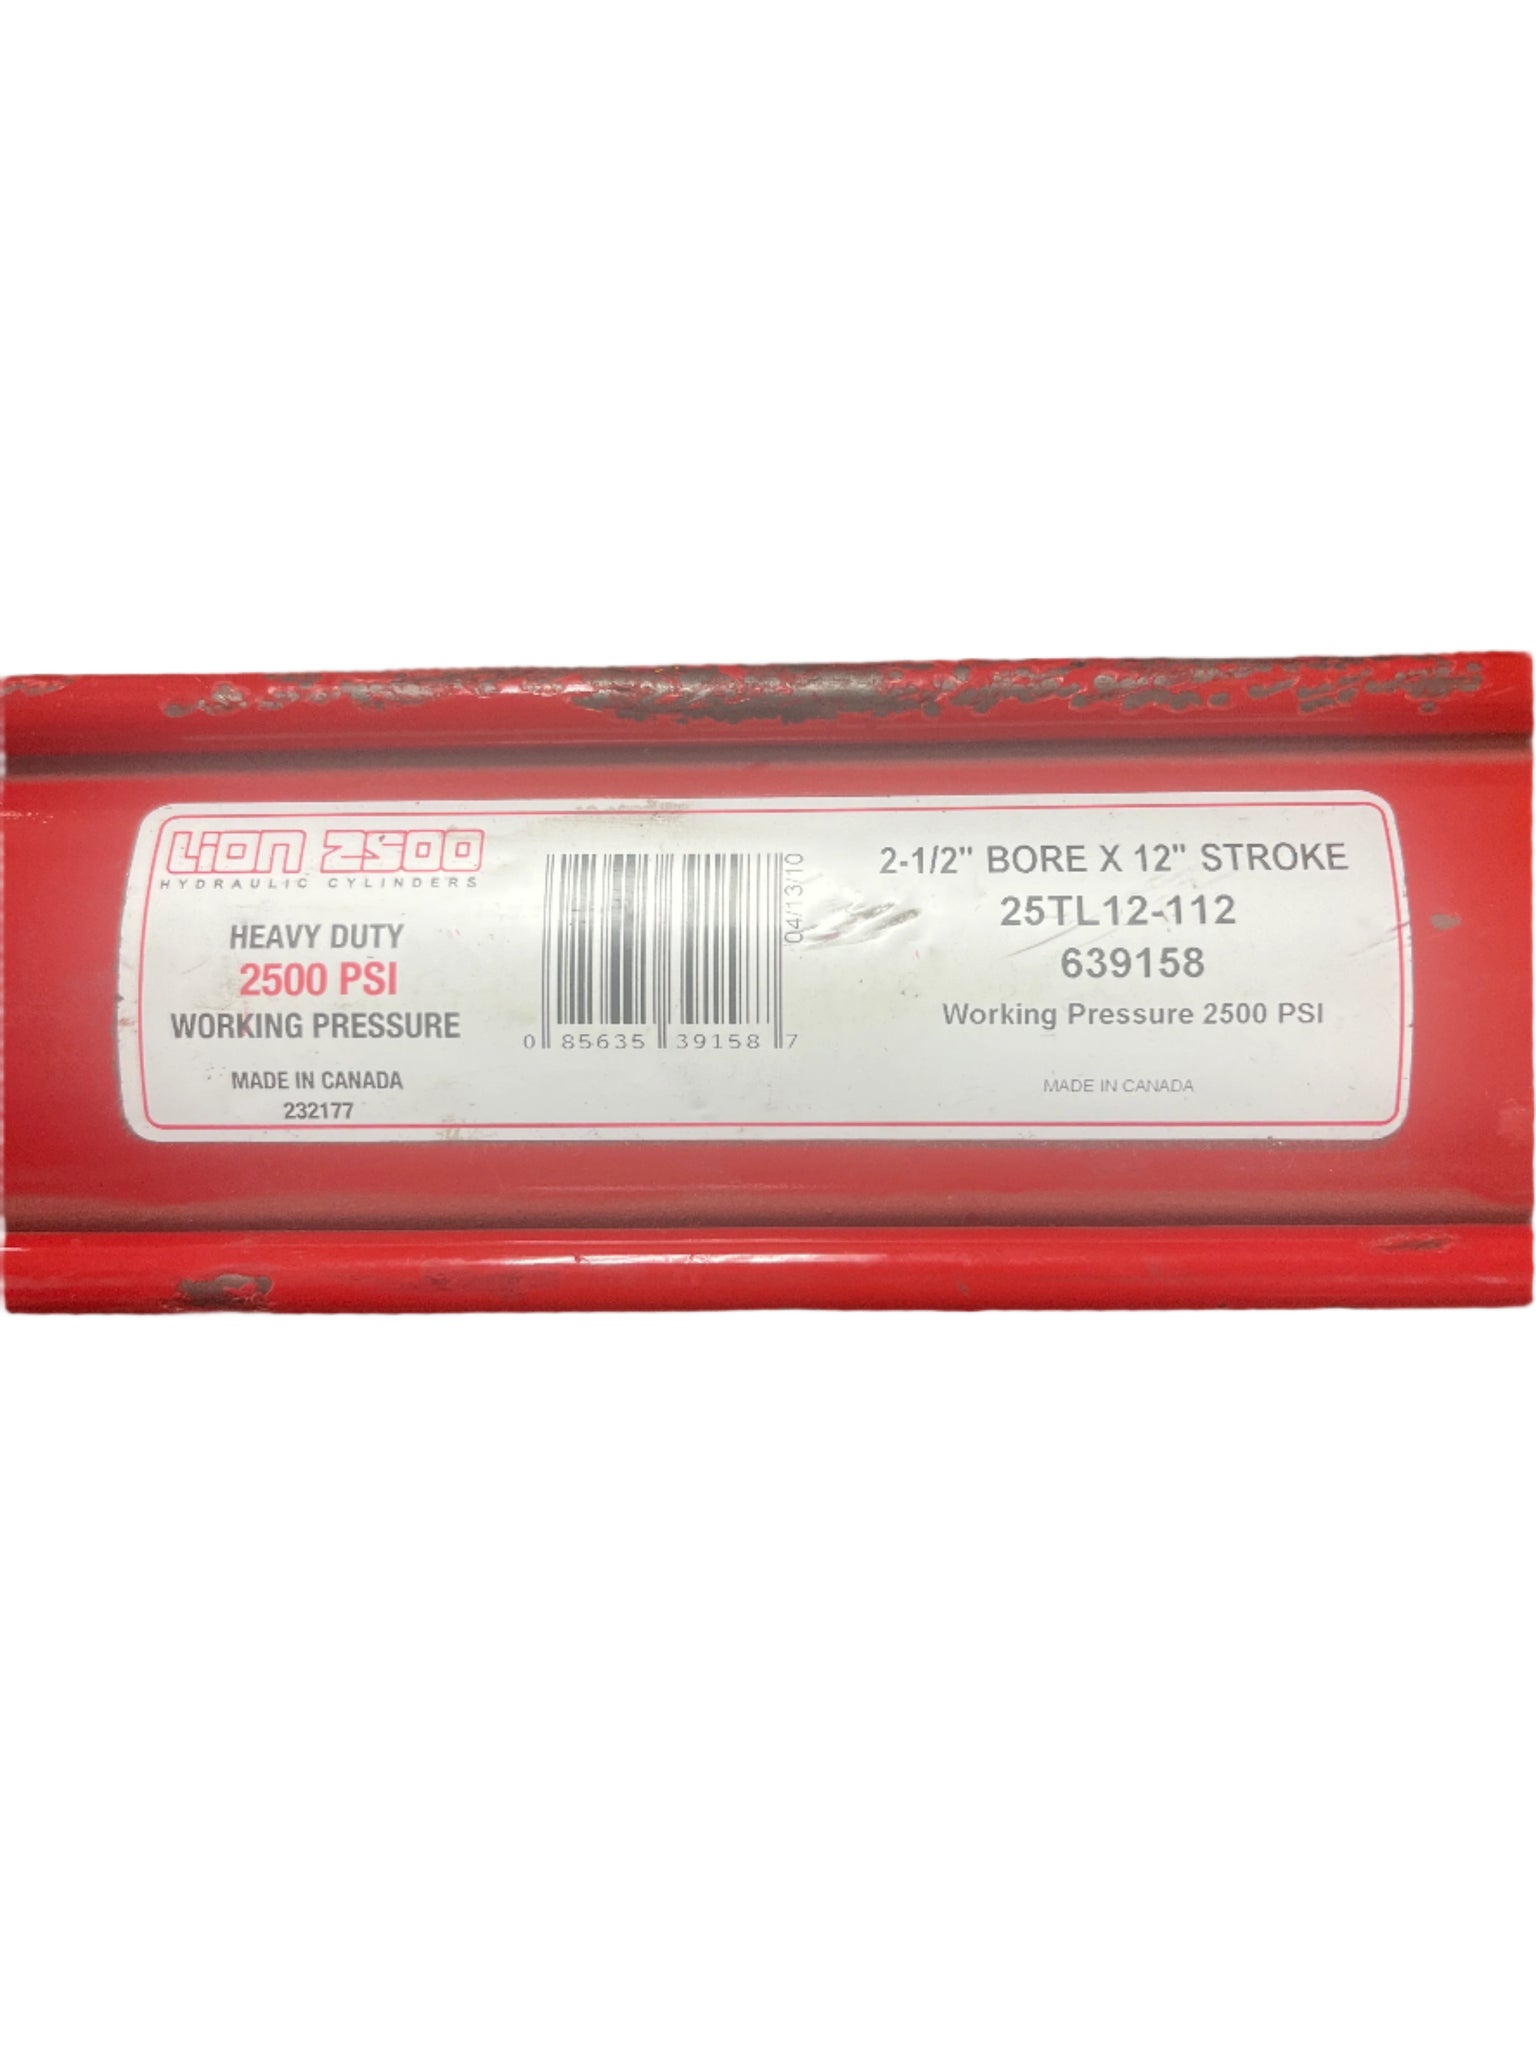 LION 2500
HYDRAULIC CYLINDERS
HEAVY DUTY
2500 PSI
WORKING PRESSURE
MADE IN CANADA
232177
0 85635 39158 7
04/13/10
2-1/2" BORE X 12" STROKE
25TL12-112
639158
Working Pressure 2500 PSI
MADE IN CANADA